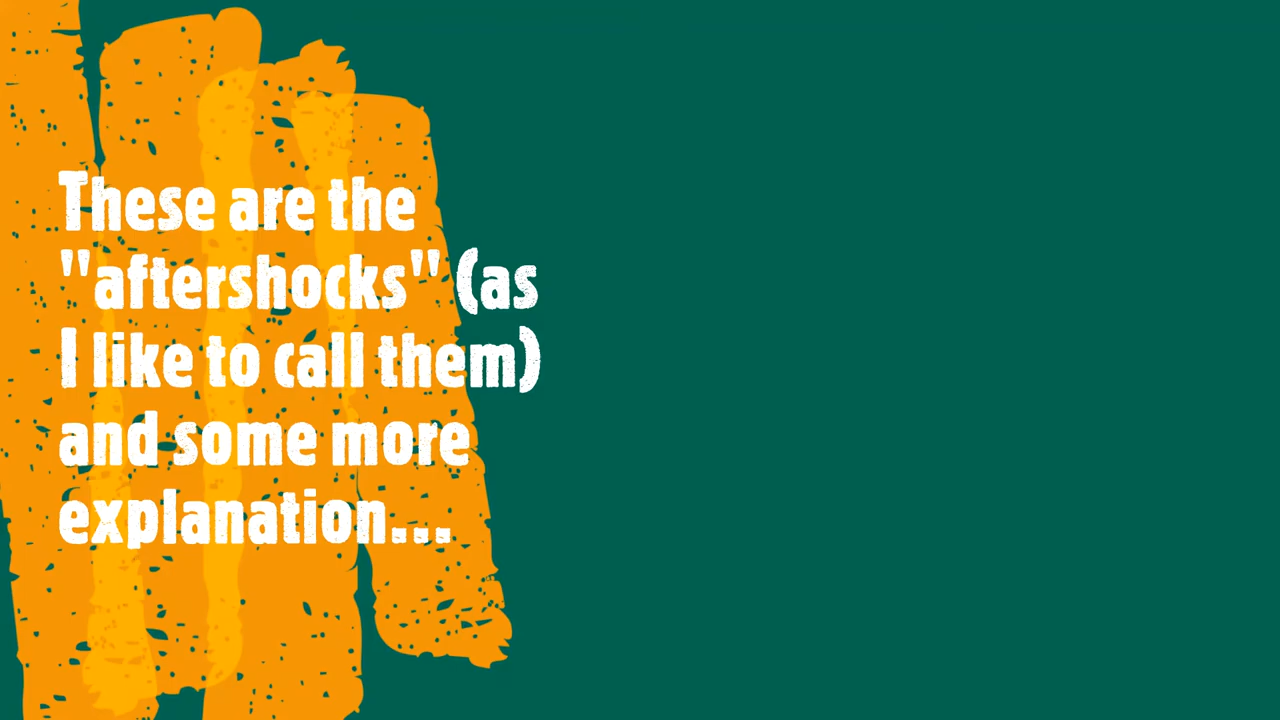 These are the
"aftershocks" (as
I like to call them)
and some more
explanation...